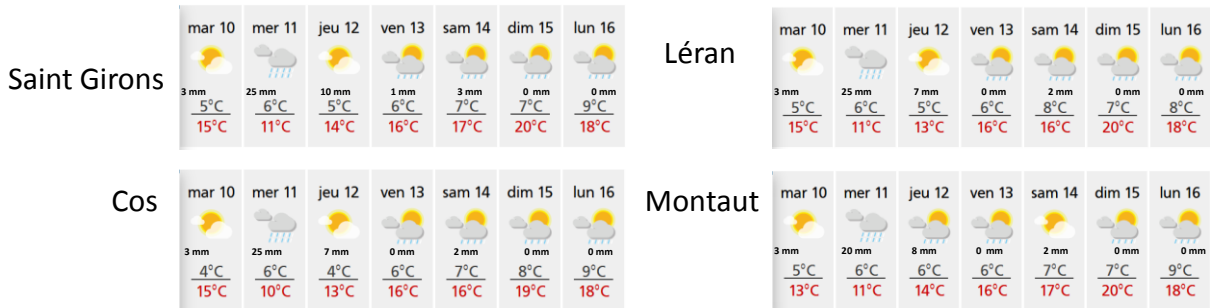 Saint Girons
mar 10 mer 11 jeu 12 ven 13 sam 14 dim 15 lun 16
3 mm 25 mm 10 mm 1 mm 3 mm 0 mm 0 mm
5°C 6°C 5°C 6°C 7°C 7°C 9°C
15°C 11°C 14°C 16°C 17°C 20°C 18°C
Léran
mar 10 mer 11 jeu 12 ven 13 sam 14 dim 15 lun 16
3 mm 25 mm 7 mm 0 mm 2 mm 0 mm 0 mm
5°C 6°C 5°C 6°C 8°C 7°C 8°C
15°C 11°C 13°C 16°C 16°C 20°C 18°C
Cos
mar 10 mer 11 jeu 12 ven 13 sam 14 dim 15 lun 16
3 mm 25 mm 7 mm 0 mm 2 mm 0 mm 0 mm
4°C 6°C 4°C 6°C 7°C 8°C 9°C
15°C 10°C 13°C 16°C 16°C 19°C 18°C
Montaut
mar 10 mer 11 jeu 12 ven 13 sam 14 dim 15 lun 16
3 mm 20 mm 8 mm 0 mm 2 mm 0 mm 0 mm
5°C 6°C 6°C 6°C 7°C 7°C 9°C
13°C 11°C 14°C 16°C 17°C 20°C 18°C